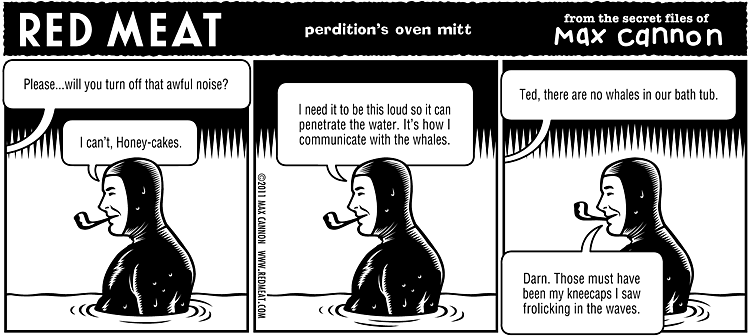 RED MEAT
perdition's oven mitt
from the secret files of
Max cannon
Please...will you turn off that awful noise?
I can't, Honey-cakes.
I need it to be this loud so it can
penetrate the water. It's how I
communicate with the whales.
©2011 MAX CANNON WWW.REDMEAT.COM
Ted, there are no whales in our bath tub.
Darn. Those must have
been my kneecaps I saw
frolicking in the waves.